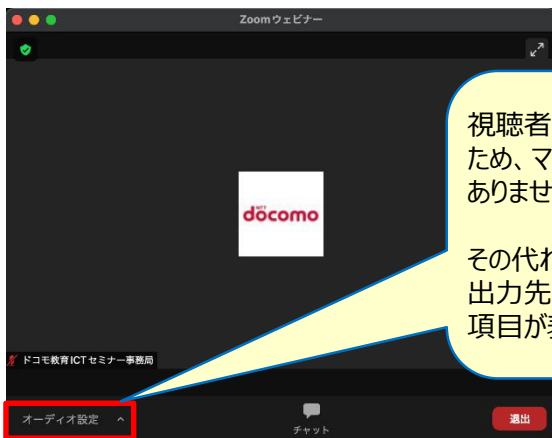 Zoomウェビナー
視聴者
ため、マ
ありませ
その代わ
出力先
項目が
NTT
döcomo
ドコモ教育ICTセミナー事務局
オーディオ設定
チャット
退出